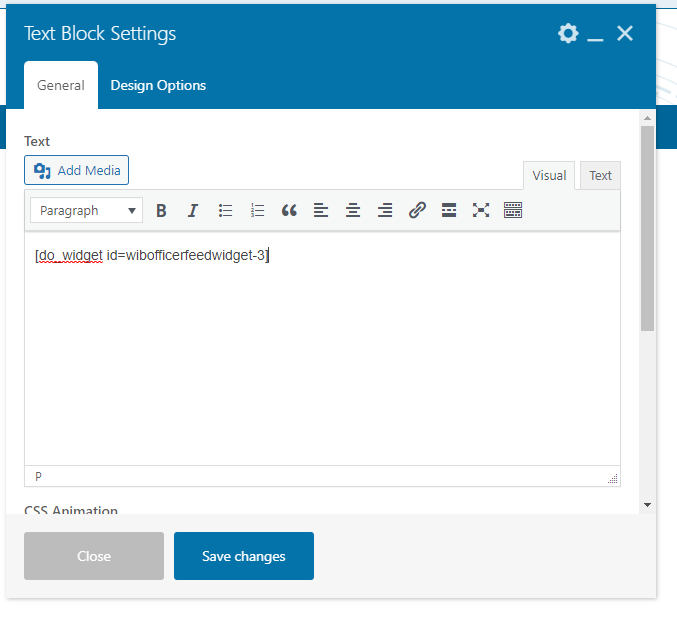 Text Block Settings
General Design Options
Text
Add Media
Visual Text
Paragraph B I
[do_widget id=wibofficerfeedwidget-3]
P
CSS Animation
Close Save changes